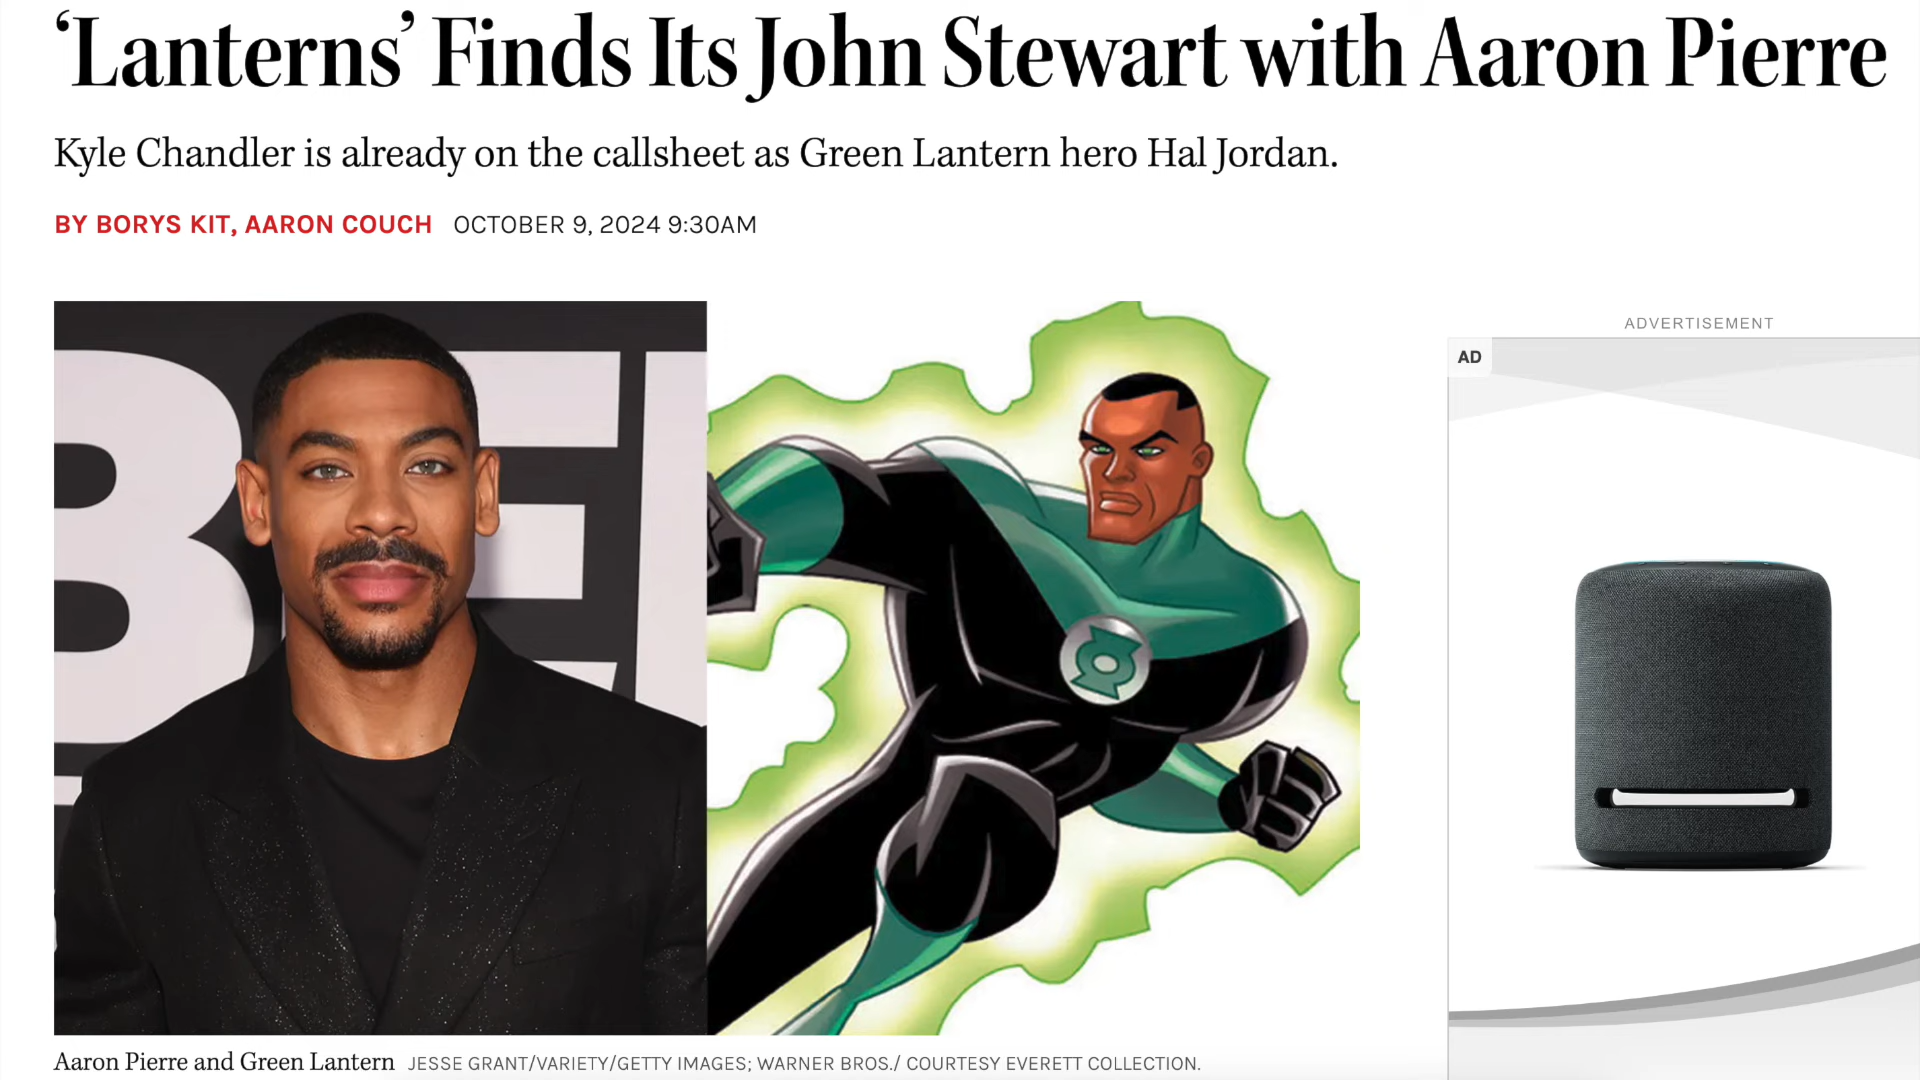 ‘Lanterns’ Finds Its John Stewart with Aaron Pierre
Kyle Chandler is already on the callsheet as Green Lantern hero Hal Jordan.
BY BORYS KIT, AARON COUCH OCTOBER 9, 2024 9:30AM
ADVERTISEMENT
AD
Aaron Pierre and Green Lantern JESSE GRANT/VARIETY/GETTY IMAGES; WARNER BROS./ COURTESY EVERETT COLLECTION.